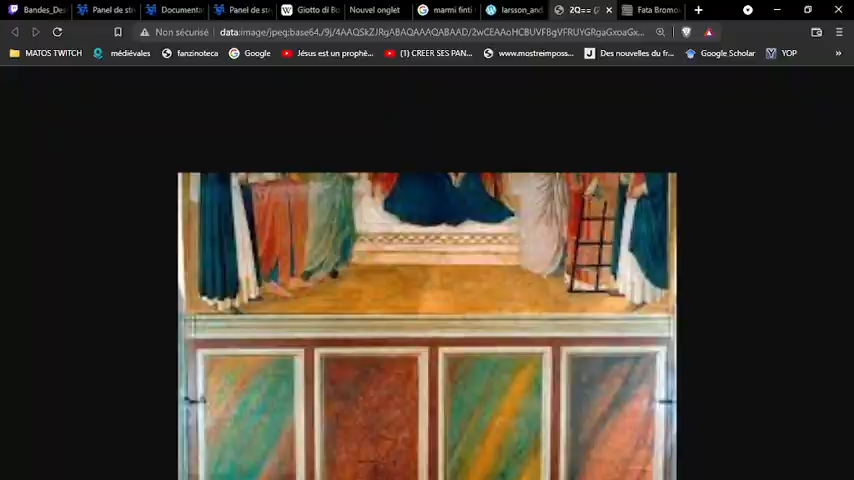 Bandes_Des
Panel de str
Documenta
Panel de str
Giotto di Bo
Nouvel onglet
marmi finti
larsson_and
2Q==
Fata Bromo
Non sécurisé
data:image/jpeg;base64,/9j/4AAQSkZJRgABAQAAAQABAAD/2wCEAAoHCBUVFBgVFRUYGRgaGxoaGx...
MATOS TWITCH
médiévales
fanzinoteca
Google
Jésus est un prophè...
(1) CREER SES PAN...
www.mostreimposs...
Des nouvelles du fr...
Google Scholar
YOP